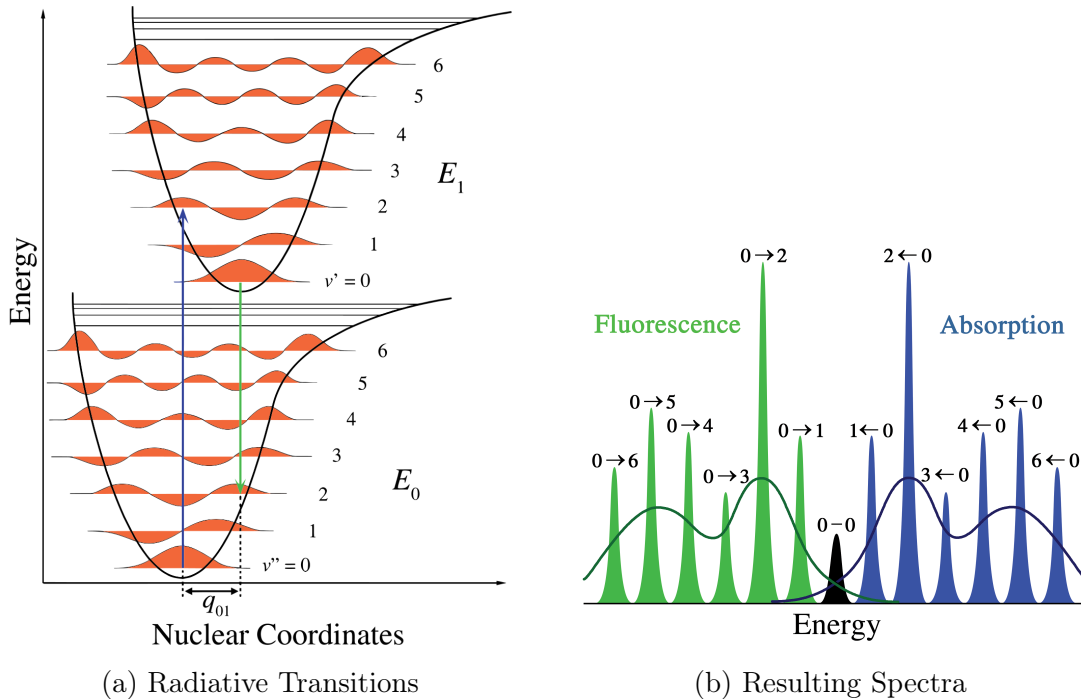 Energy
6
5
4
3
2
1
v' = 0
E₁
6
5
4
3
2
1
v'' = 0
E₀
q₀₁
Nuclear Coordinates
(a) Radiative Transitions
Fluorescence
Absorption
0→6
0→5
0→4
0→3
0→2
0→1
0–0
1←0
2←0
3←0
4←0
5←0
6←0
Energy
(b) Resulting Spectra